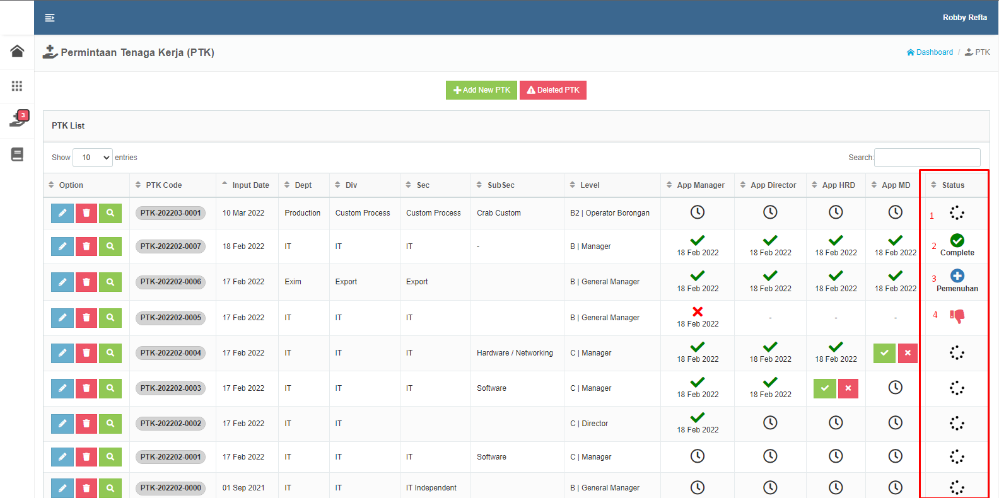 Robby Refta
Permintaan Tenaga Kerja (PTK)
Dashboard / PTK
3
Add New PTK Deleted PTK
PTK List
Show 10 entries Search:
Option PTK Code Input Date Dept Div Sec SubSec Level App Manager App Director App HRD App MD Status
PTK-202203-0001 10 Mar 2022 Production Custom Process Custom Process Crab Custom B2 | Operator Borongan 1
PTK-202202-0007 18 Feb 2022 IT IT IT - B | Manager 18 Feb 2022 18 Feb 2022 18 Feb 2022 18 Feb 2022 2 Complete
PTK-202202-0006 17 Feb 2022 Exim Export Export B | General Manager 18 Feb 2022 18 Feb 2022 18 Feb 2022 18 Feb 2022 3 Pemenuhan
PTK-202202-0005 17 Feb 2022 IT IT IT B | General Manager 18 Feb 2022 - - - 4
PTK-202202-0004 17 Feb 2022 IT IT IT Hardware / Networking C | Manager 18 Feb 2022 18 Feb 2022 18 Feb 2022
PTK-202202-0003 17 Feb 2022 IT IT IT Software C | Manager 18 Feb 2022 18 Feb 2022
PTK-202202-0002 17 Feb 2022 IT IT C | Director 18 Feb 2022
PTK-202202-0001 17 Feb 2022 IT IT IT Software C | Manager
PTK-202202-0000 01 Sep 2021 IT IT IT Independent B | General Manager